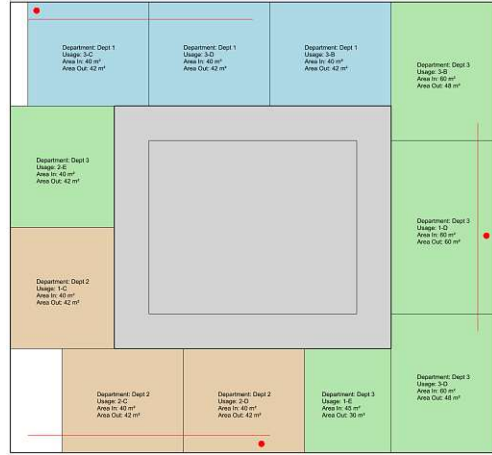 Department: Dept 1
Usage: 3-C
Area In: 40 m²
Area Out: 42 m²
Department: Dept 1
Usage: 3-D
Area In: 40 m²
Area Out: 42 m²
Department: Dept 1
Usage: 3-B
Area In: 40 m²
Area Out: 42 m²
Department: Dept 3
Usage: 3-B
Area In: 60 m²
Area Out: 48 m²
Department: Dept 3
Usage: 2-E
Area In: 40 m²
Area Out: 42 m²
Department: Dept 3
Usage: 1-D
Area In: 60 m²
Area Out: 60 m²
Department: Dept 2
Usage: 1-C
Area In: 40 m²
Area Out: 42 m²
Department: Dept 2
Usage: 2-C
Area In: 40 m²
Area Out: 42 m²
Department: Dept 2
Usage: 2-D
Area In: 40 m²
Area Out: 42 m²
Department: Dept 3
Usage: 1-E
Area In: 45 m²
Area Out: 30 m²
Department: Dept 3
Usage: 3-D
Area In: 60 m²
Area Out: 48 m²